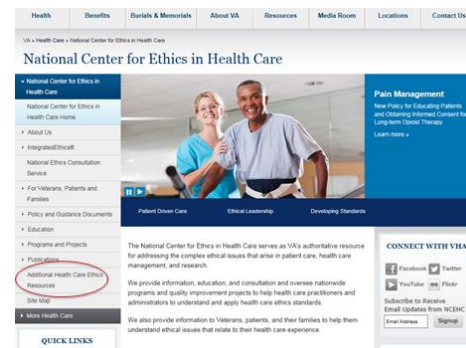 Health Benefits Burials & Memorials About VA Resources Media Room Locations Contact Us
VA » Health Care » National Center for Ethics in Health Care
National Center for Ethics in Health Care
National Center for Ethics in
Health Care
National Center for Ethics in
Health Care Home
About Us
IntegratedEthics®
National Ethics Consultation
Service
For Veterans, Patients and
Families
Policy and Guidance Documents
Education
Programs and Projects
Publications
Additional Health Care Ethics
Resources
Site Map
More Health Care
QUICK LINKS
Pain Management
New Policy for Educating Patients
and Obtaining Informed Consent for
Long-term Opioid Therapy
Learn more »
Patient Driven Care Ethical Leadership Developing Standards
The National Center for Ethics in Health Care serves as VA's authoritative resource
for addressing the complex ethical issues that arise in patient care, health care
management, and research.
We provide information, education, and consultation and oversee nationwide
programs and quality improvement projects to help health care practitioners and
administrators to understand and apply health care ethics standards.
We also provide information to Veterans, patients, and their families to help them
understand ethical issues that relate to their health care experience.
CONNECT WITH VHA
Facebook Twitter
YouTube Flickr
Subscribe to Receive
Email Updates from NCEHC
Email Address Signup